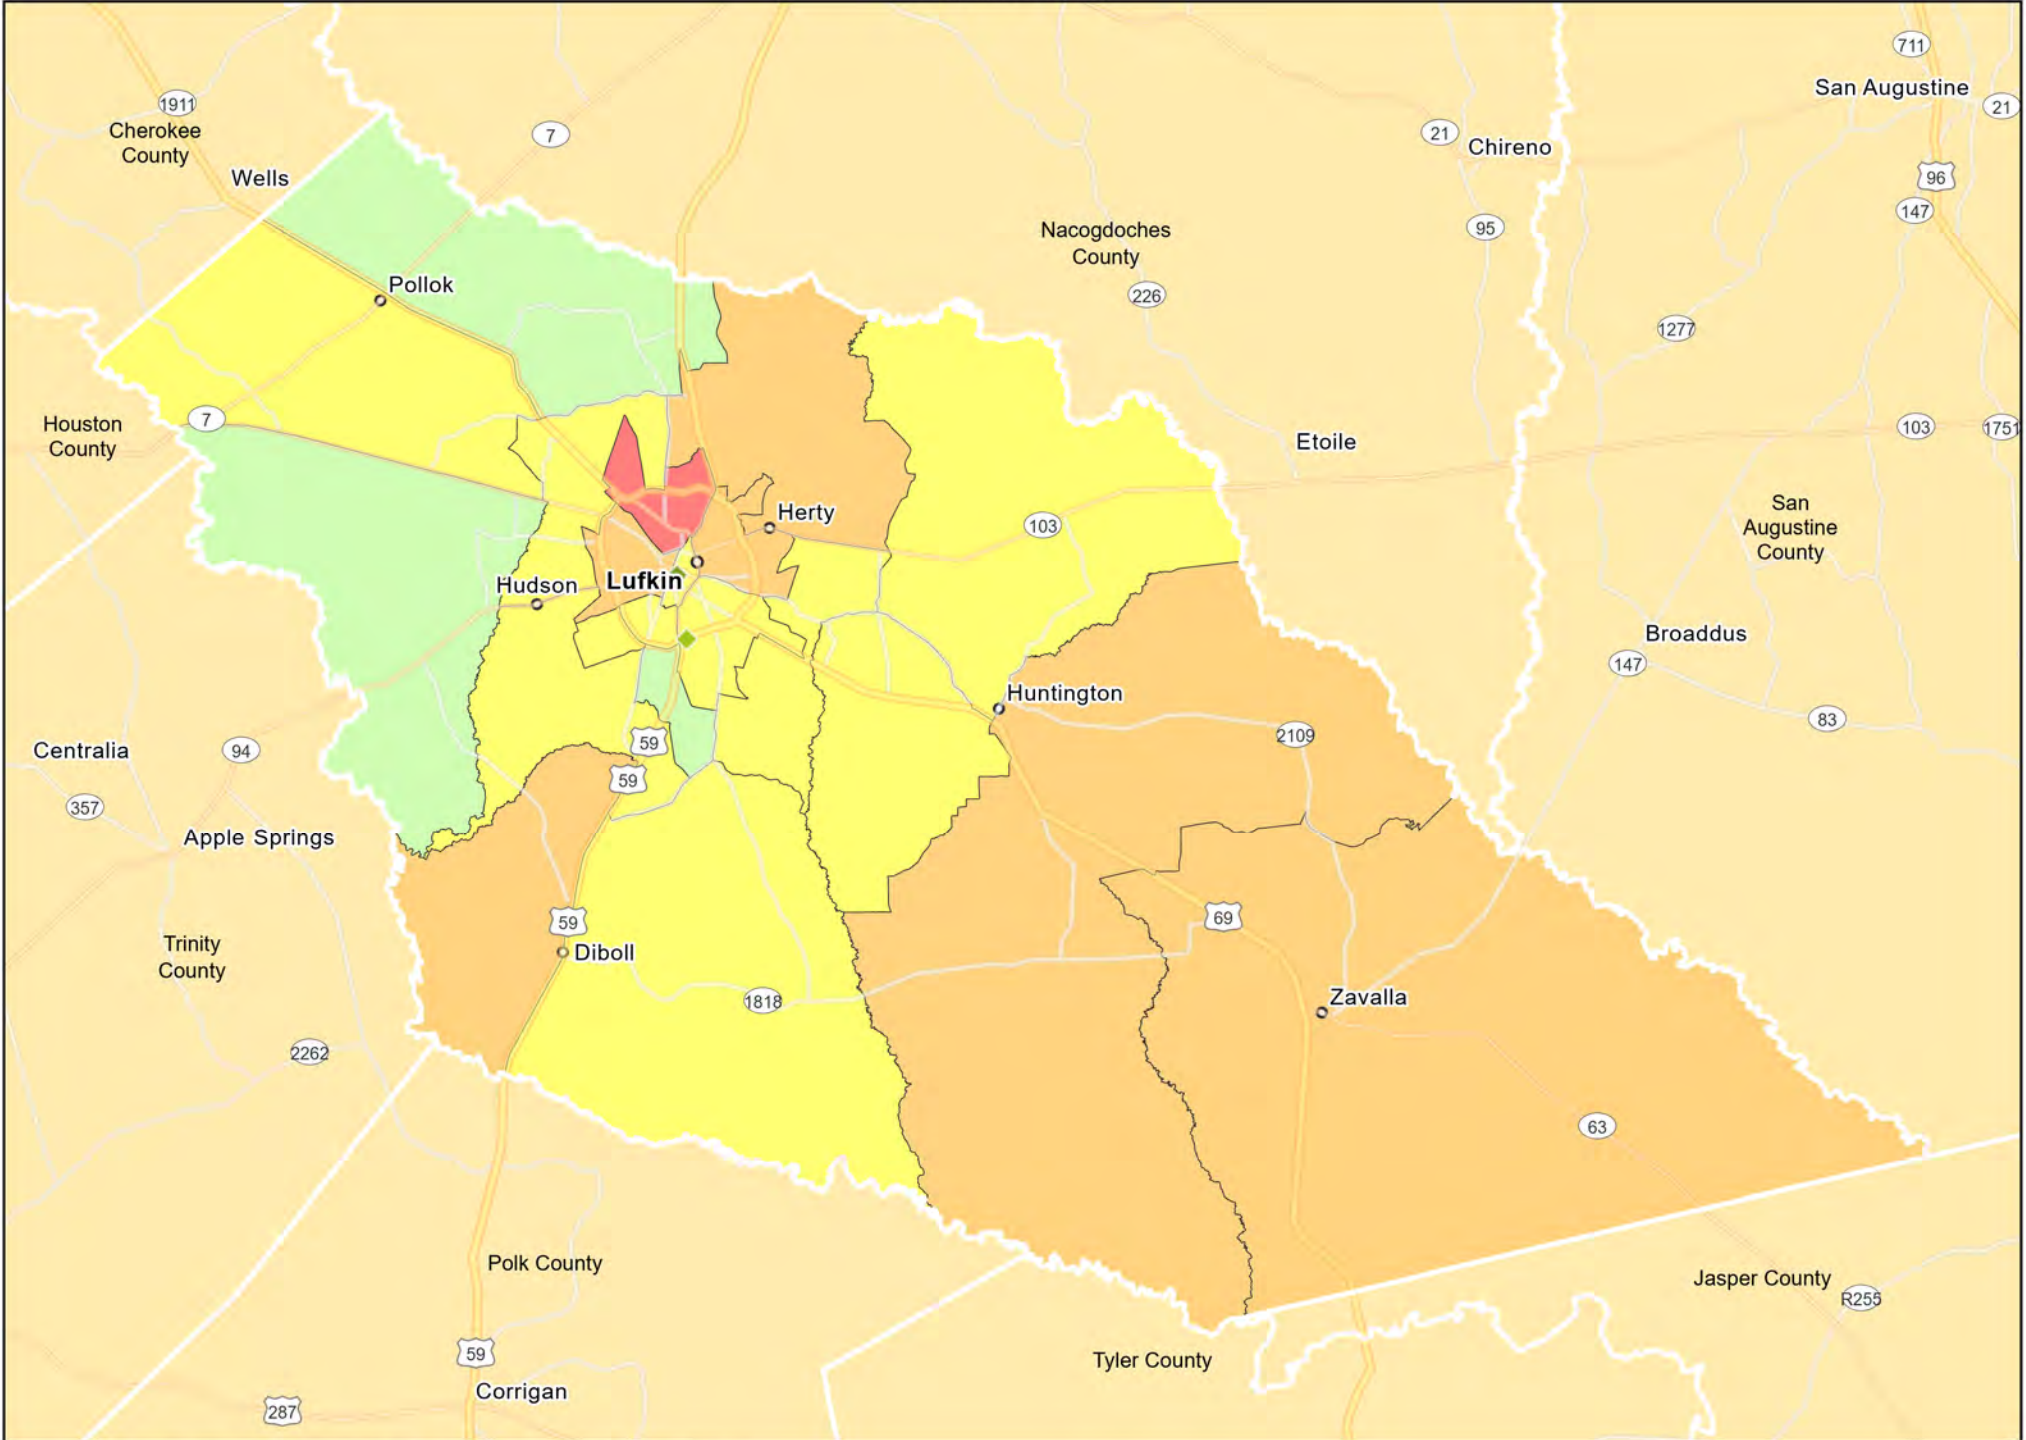 711
San Augustine
21
1911
Cherokee
County
7
21
Chireno
Wells
96
147
Nacogdoches
County
95
Pollok
226
1277
7
Houston
County
Etoile
103
1751
Herty
103
San
Augustine
County
Hudson
Lufkin
Broaddus
147
Huntington
83
2109
Centralia
94
59
59
357
Apple Springs
59
69
Trinity
County
Diboll
1818
Zavalla
2262
63
Polk County
Jasper County
R255
59
Tyler County
Corrigan
287